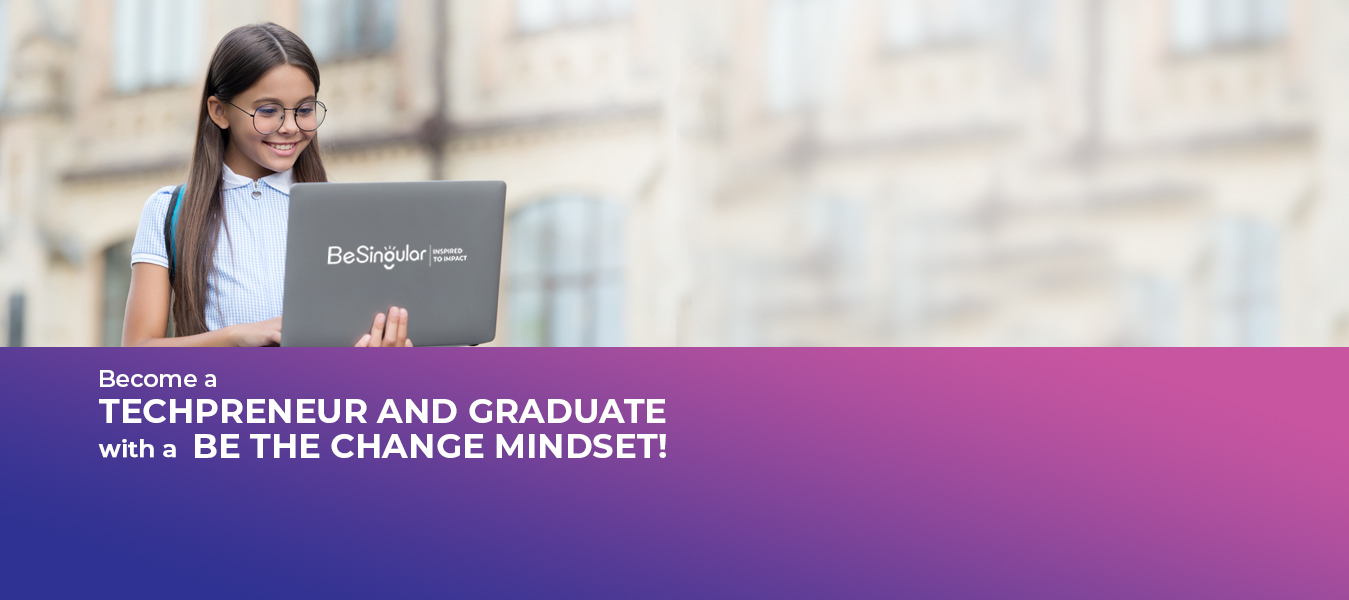 BeSingular | INSPIRED
TO IMPACT
Become a
TECHPRENEUR AND GRADUATE
with a BE THE CHANGE MINDSET!